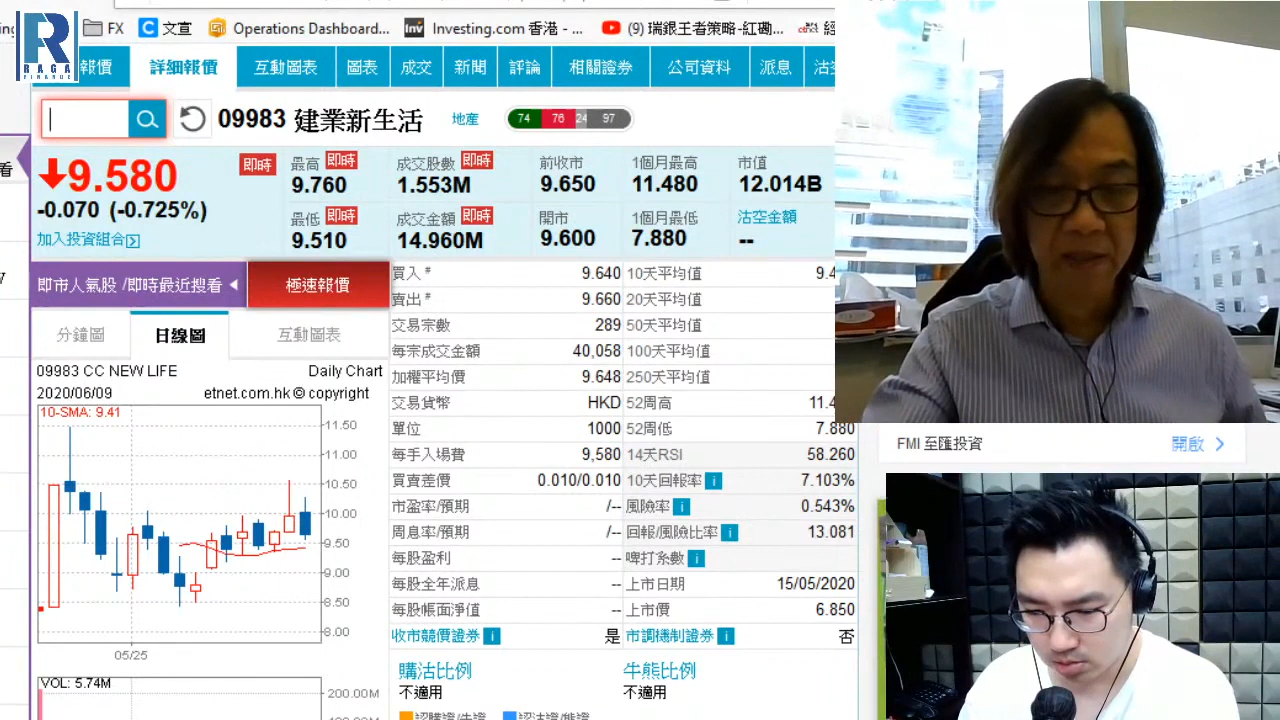 FX
文宣
Operations Dashboard...
Investing.com 香港 - ...
(9) 瑞銀王者策略-紅磡...
R
RAGA
FINANCE
報價
詳細報價
互動圖表
圖表
成交
新聞
評論
相關證券
公司資料
派息
沽
09983 建業新生活
地產
74 76 24 97
9.580
-0.070 (-0.725%)
加入投資組合
即時
最高 即時
9.760
最低 即時
9.510
成交股數 即時
1.553M
成交金額 即時
14.960M
前收市
9.650
開市
9.600
1個月最高
11.480
1個月最低
7.880
市值
12.014B
沽空金額
--
看
即市人氣股 /即時最近搜看
極速報價
分鐘圖
日線圖
互動圖表
09983 CC NEW LIFE
Daily Chart
2020/06/09
etnet.com.hk © copyright
10-SMA: 9.41
11.50
11.00
10.50
10.00
9.50
9.00
8.50
8.00
05/25
VOL: 5.74M
200.00M
買入 # 9.640
10天平均值 9.4
賣出 # 9.660
20天平均值
交易宗數 289
50天平均值
每宗成交金額 40,058
100天平均值
加權平均價 9.648
250天平均值
交易貨幣 HKD
52周高 11.4
單位 1000
52周低 7.880
每手入場費 9,580
14天RSI 58.260
買賣差價 0.010/0.010
10天回報率 i 7.103%
市盈率/預期 /--
風險率 i 0.543%
周息率/預期 /--
回報/風險比率 i 13.081
每股盈利 --
啤打系數 i
每股全年派息 --
上市日期 15/05/2020
每股帳面淨值 --
上市價 6.850
收市競價證券 i 是
市調機制證券 i 否
購沽比例
不適用
牛熊比例
不適用
FMI 至匯投資
開啟